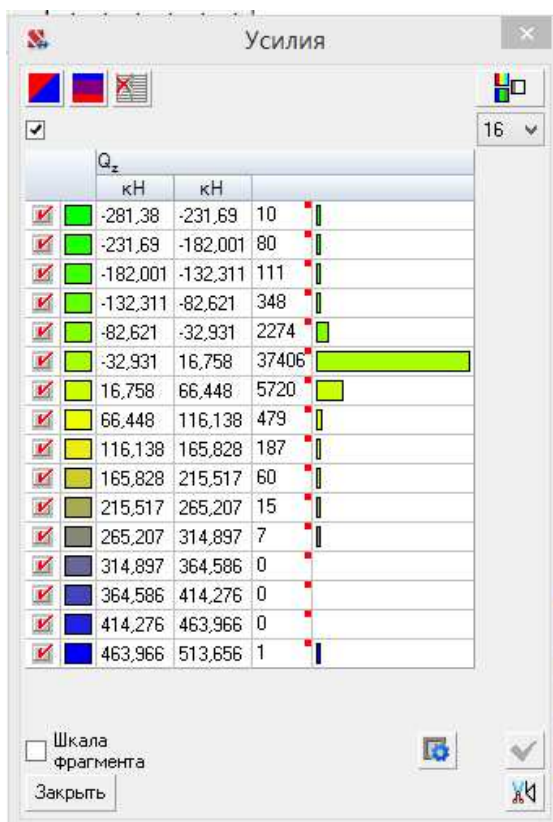 Усилия
16
Qz
кН кН
-281,38 -231,69 10
-231,69 -182,001 80
-182,001 -132,311 111
-132,311 -82,621 348
-82,621 -32,931 2274
-32,931 16,758 37406
16,758 66,448 5720
66,448 116,138 479
116,138 165,828 187
165,828 215,517 60
215,517 265,207 15
265,207 314,897 7
314,897 364,586 0
364,586 414,276 0
414,276 463,966 0
463,966 513,656 1
Шкала
фрагмента
Закрыть